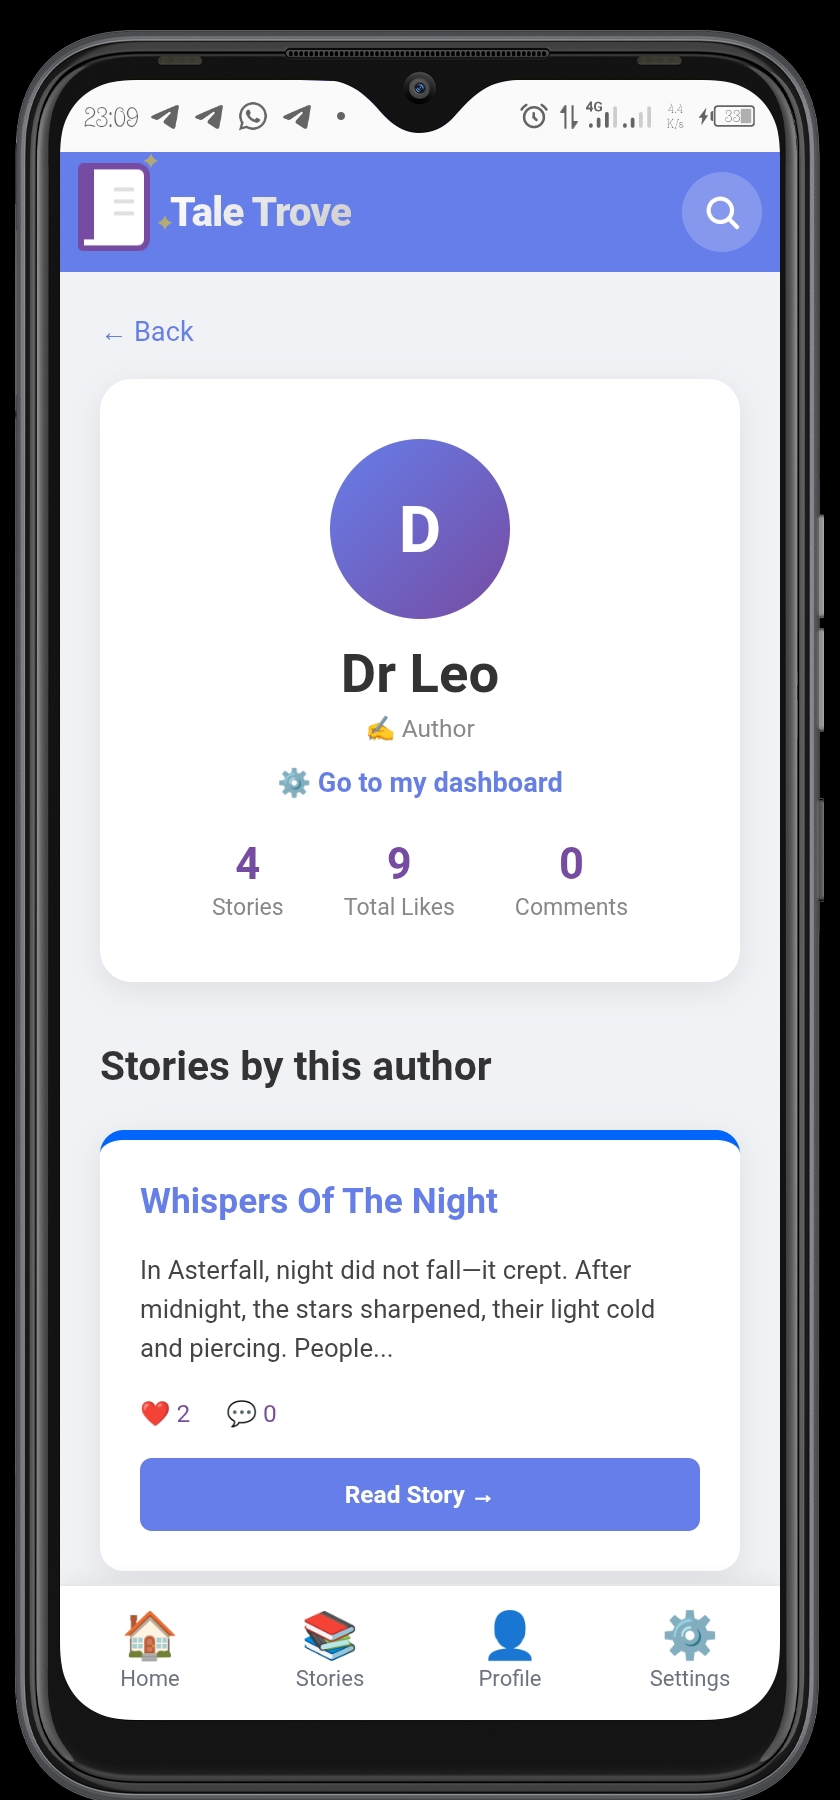 23:09
4G
4.4
K/s
33
Tale Trove
← Back
D
Dr Leo
✍️ Author
⚙️ Go to my dashboard
4 9 0
Stories Total Likes Comments
Stories by this author
Whispers Of The Night
In Asterfall, night did not fall—it crept. After
midnight, the stars sharpened, their light cold
and piercing. People...
❤️ 2 💬 0
Read Story →
Home Stories Profile Settings